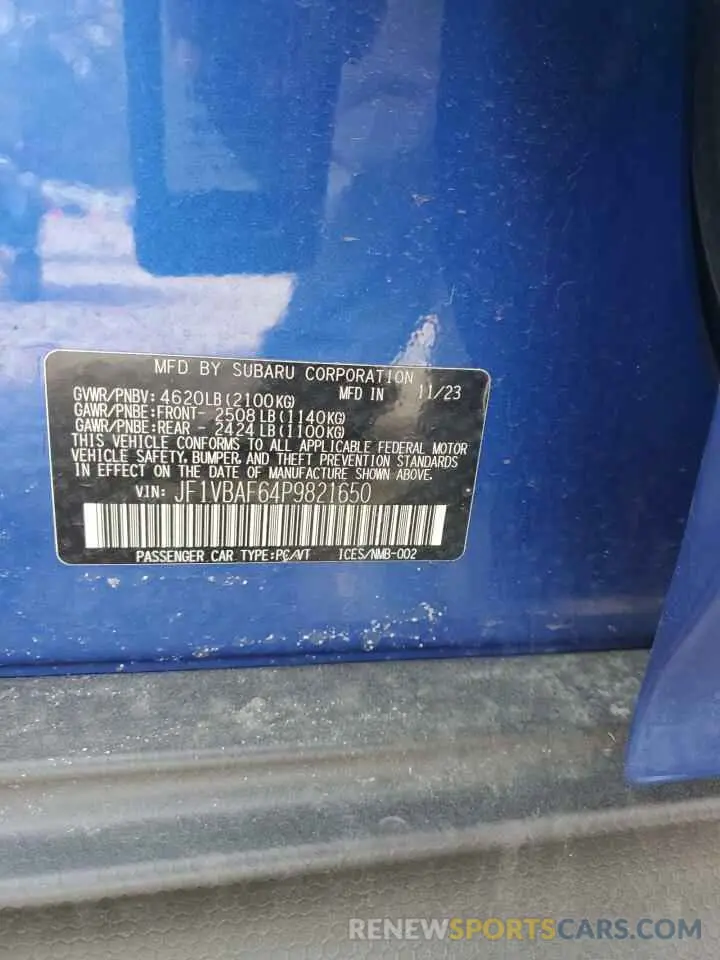 MFD BY SUBARU CORPORATION
GVWR/PNBV: 4620LB (2100KG) MFD IN 11/23
GAWR/PNBE: FRONT- 2508 LB (1140KG)
GAWR/PNBE: REAR - 2424 LB (1100KG)
THIS VEHICLE CONFORMS TO ALL APPLICABLE FEDERAL MOTOR
VEHICLE SAFETY, BUMPER, AND THEFT PREVENTION STANDARDS
IN EFFECT ON THE DATE OF MANUFACTURE SHOWN ABOVE.
VIN: JF1VBAF64P9821650
PASSENGER CAR TYPE:PC/VT ICES/NMB-002
RENEWSPORTSCARS.COM